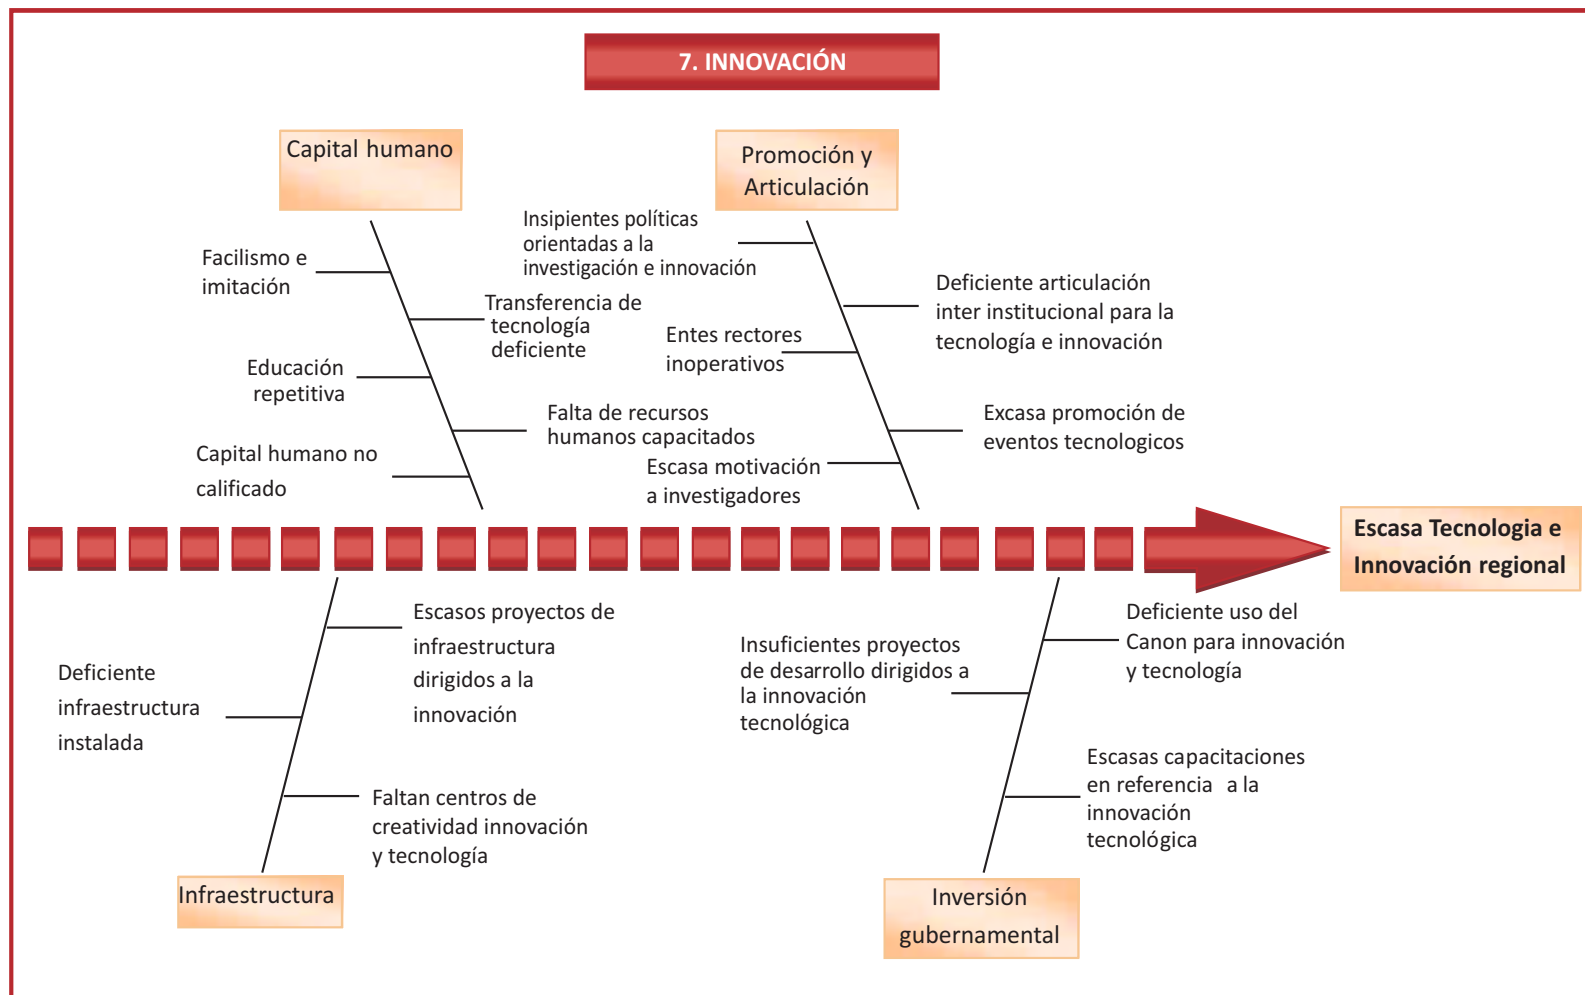 7. INNOVACIÓN
Capital humano
Facilismo e
imitación
Transferencia de
tecnología
deficiente
Educación
repetitiva
Falta de recursos
humanos capacitados
Capital humano no
calificado
Promoción y
Articulación
Insipientes políticas
orientadas a la
investigación e innovación
Deficiente articulación
inter institucional para la
tecnología e innovación
Entes rectores
inoperativos
Excasa promoción de
eventos tecnologicos
Escasa motivación
a investigadores
Escasa Tecnologia e
Innovación regional
Escasos proyectos de
infraestructura
dirigidos a la
innovación
Deficiente
infraestructura
instalada
Faltan centros de
creatividad innovación
y tecnología
Infraestructura
Deficiente uso del
Canon para innovación
y tecnología
Insuficientes proyectos
de desarrollo dirigidos a
la innovación
tecnológica
Escasas capacitaciones
en referencia a la
innovación
tecnológica
Inversión
gubernamental